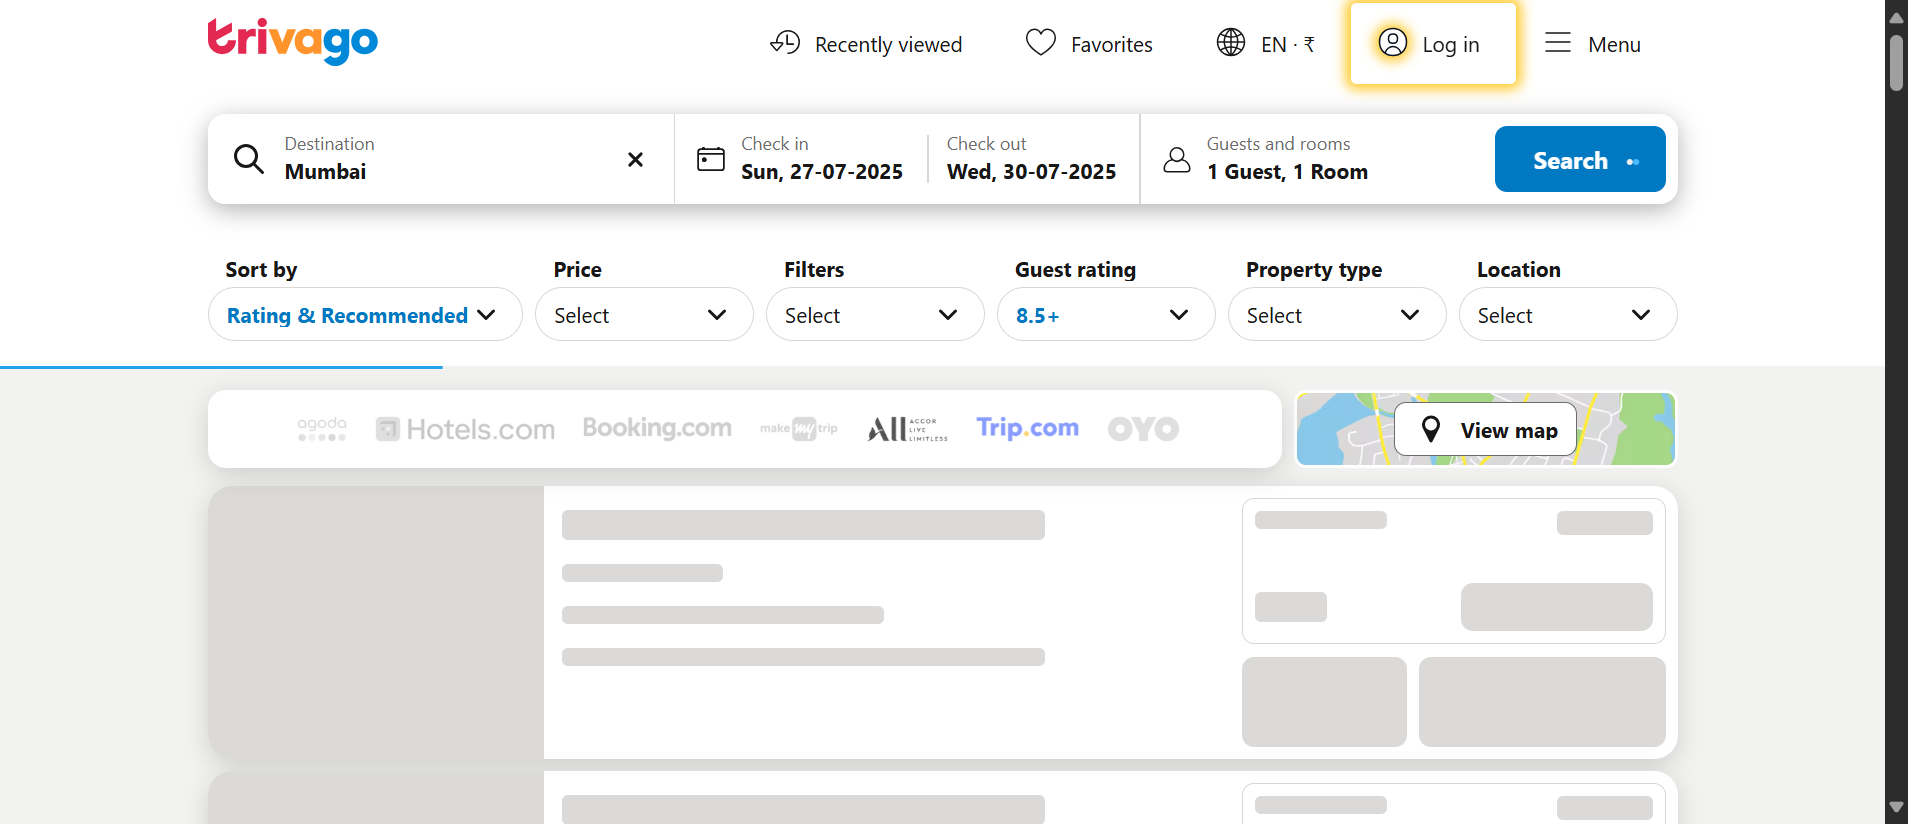 trivago
Recently viewed
Favorites
EN · ₹
Log in
Menu
Destination
Mumbai
Check in
Sun, 27-07-2025
Check out
Wed, 30-07-2025
Guests and rooms
1 Guest, 1 Room
Search
Sort by
Rating & Recommended
Price
Select
Filters
Select
Guest rating
8.5+
Property type
Select
Location
Select
agoda
Hotels.com
Booking.com
make my trip
ALL ACCOR
LIVE
LIMITLESS
Trip.com
OYO
View map